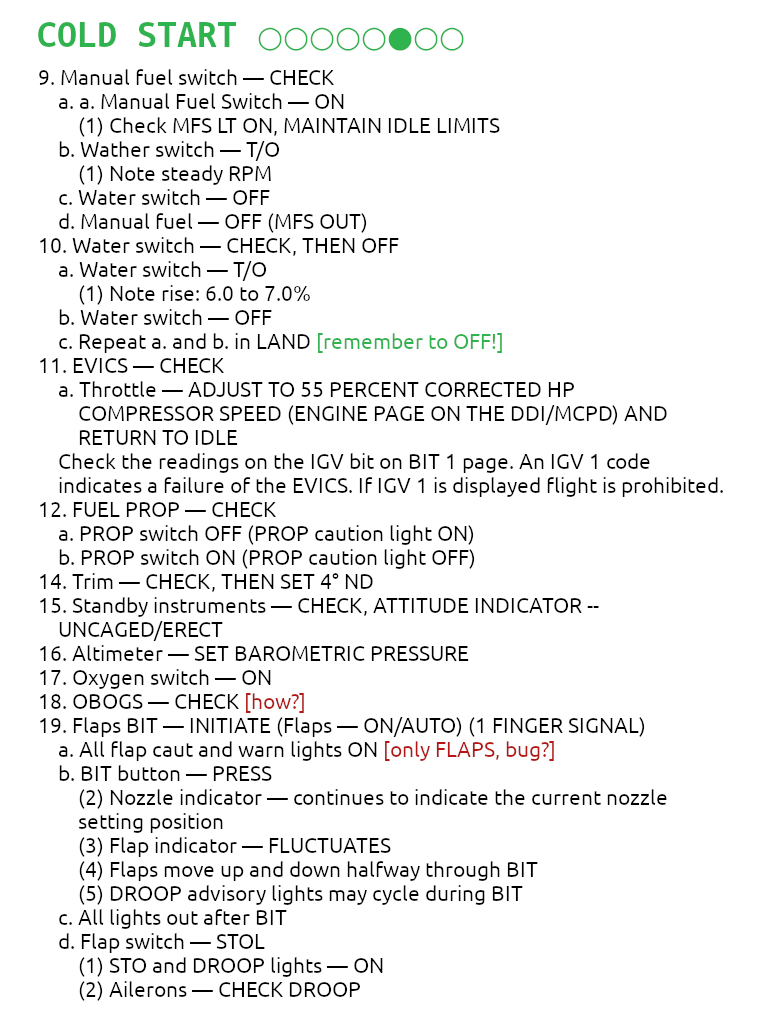 COLD START ○○○○○●○○
9. Manual fuel switch — CHECK
a. a. Manual Fuel Switch — ON
(1) Check MFS LT ON, MAINTAIN IDLE LIMITS
b. Wather switch — T/O
(1) Note steady RPM
c. Water switch — OFF
d. Manual fuel — OFF (MFS OUT)
10. Water switch — CHECK, THEN OFF
a. Water switch — T/O
(1) Note rise: 6.0 to 7.0%
b. Water switch — OFF
c. Repeat a. and b. in LAND [remember to OFF!]
11. EVICS — CHECK
a. Throttle — ADJUST TO 55 PERCENT CORRECTED HP
COMPRESSOR SPEED (ENGINE PAGE ON THE DDI/MCPD) AND
RETURN TO IDLE
Check the readings on the IGV bit on BIT 1 page. An IGV 1 code
indicates a failure of the EVICS. If IGV 1 is displayed flight is prohibited.
12. FUEL PROP — CHECK
a. PROP switch OFF (PROP caution light ON)
b. PROP switch ON (PROP caution light OFF)
14. Trim — CHECK, THEN SET 4° ND
15. Standby instruments — CHECK, ATTITUDE INDICATOR --
UNCAGED/ERECT
16. Altimeter — SET BAROMETRIC PRESSURE
17. Oxygen switch — ON
18. OBOGS — CHECK [how?]
19. Flaps BIT — INITIATE (Flaps — ON/AUTO) (1 FINGER SIGNAL)
a. All flap caut and warn lights ON [only FLAPS, bug?]
b. BIT button — PRESS
(2) Nozzle indicator — continues to indicate the current nozzle
setting position
(3) Flap indicator — FLUCTUATES
(4) Flaps move up and down halfway through BIT
(5) DROOP advisory lights may cycle during BIT
c. All lights out after BIT
d. Flap switch — STOL
(1) STO and DROOP lights — ON
(2) Ailerons — CHECK DROOP